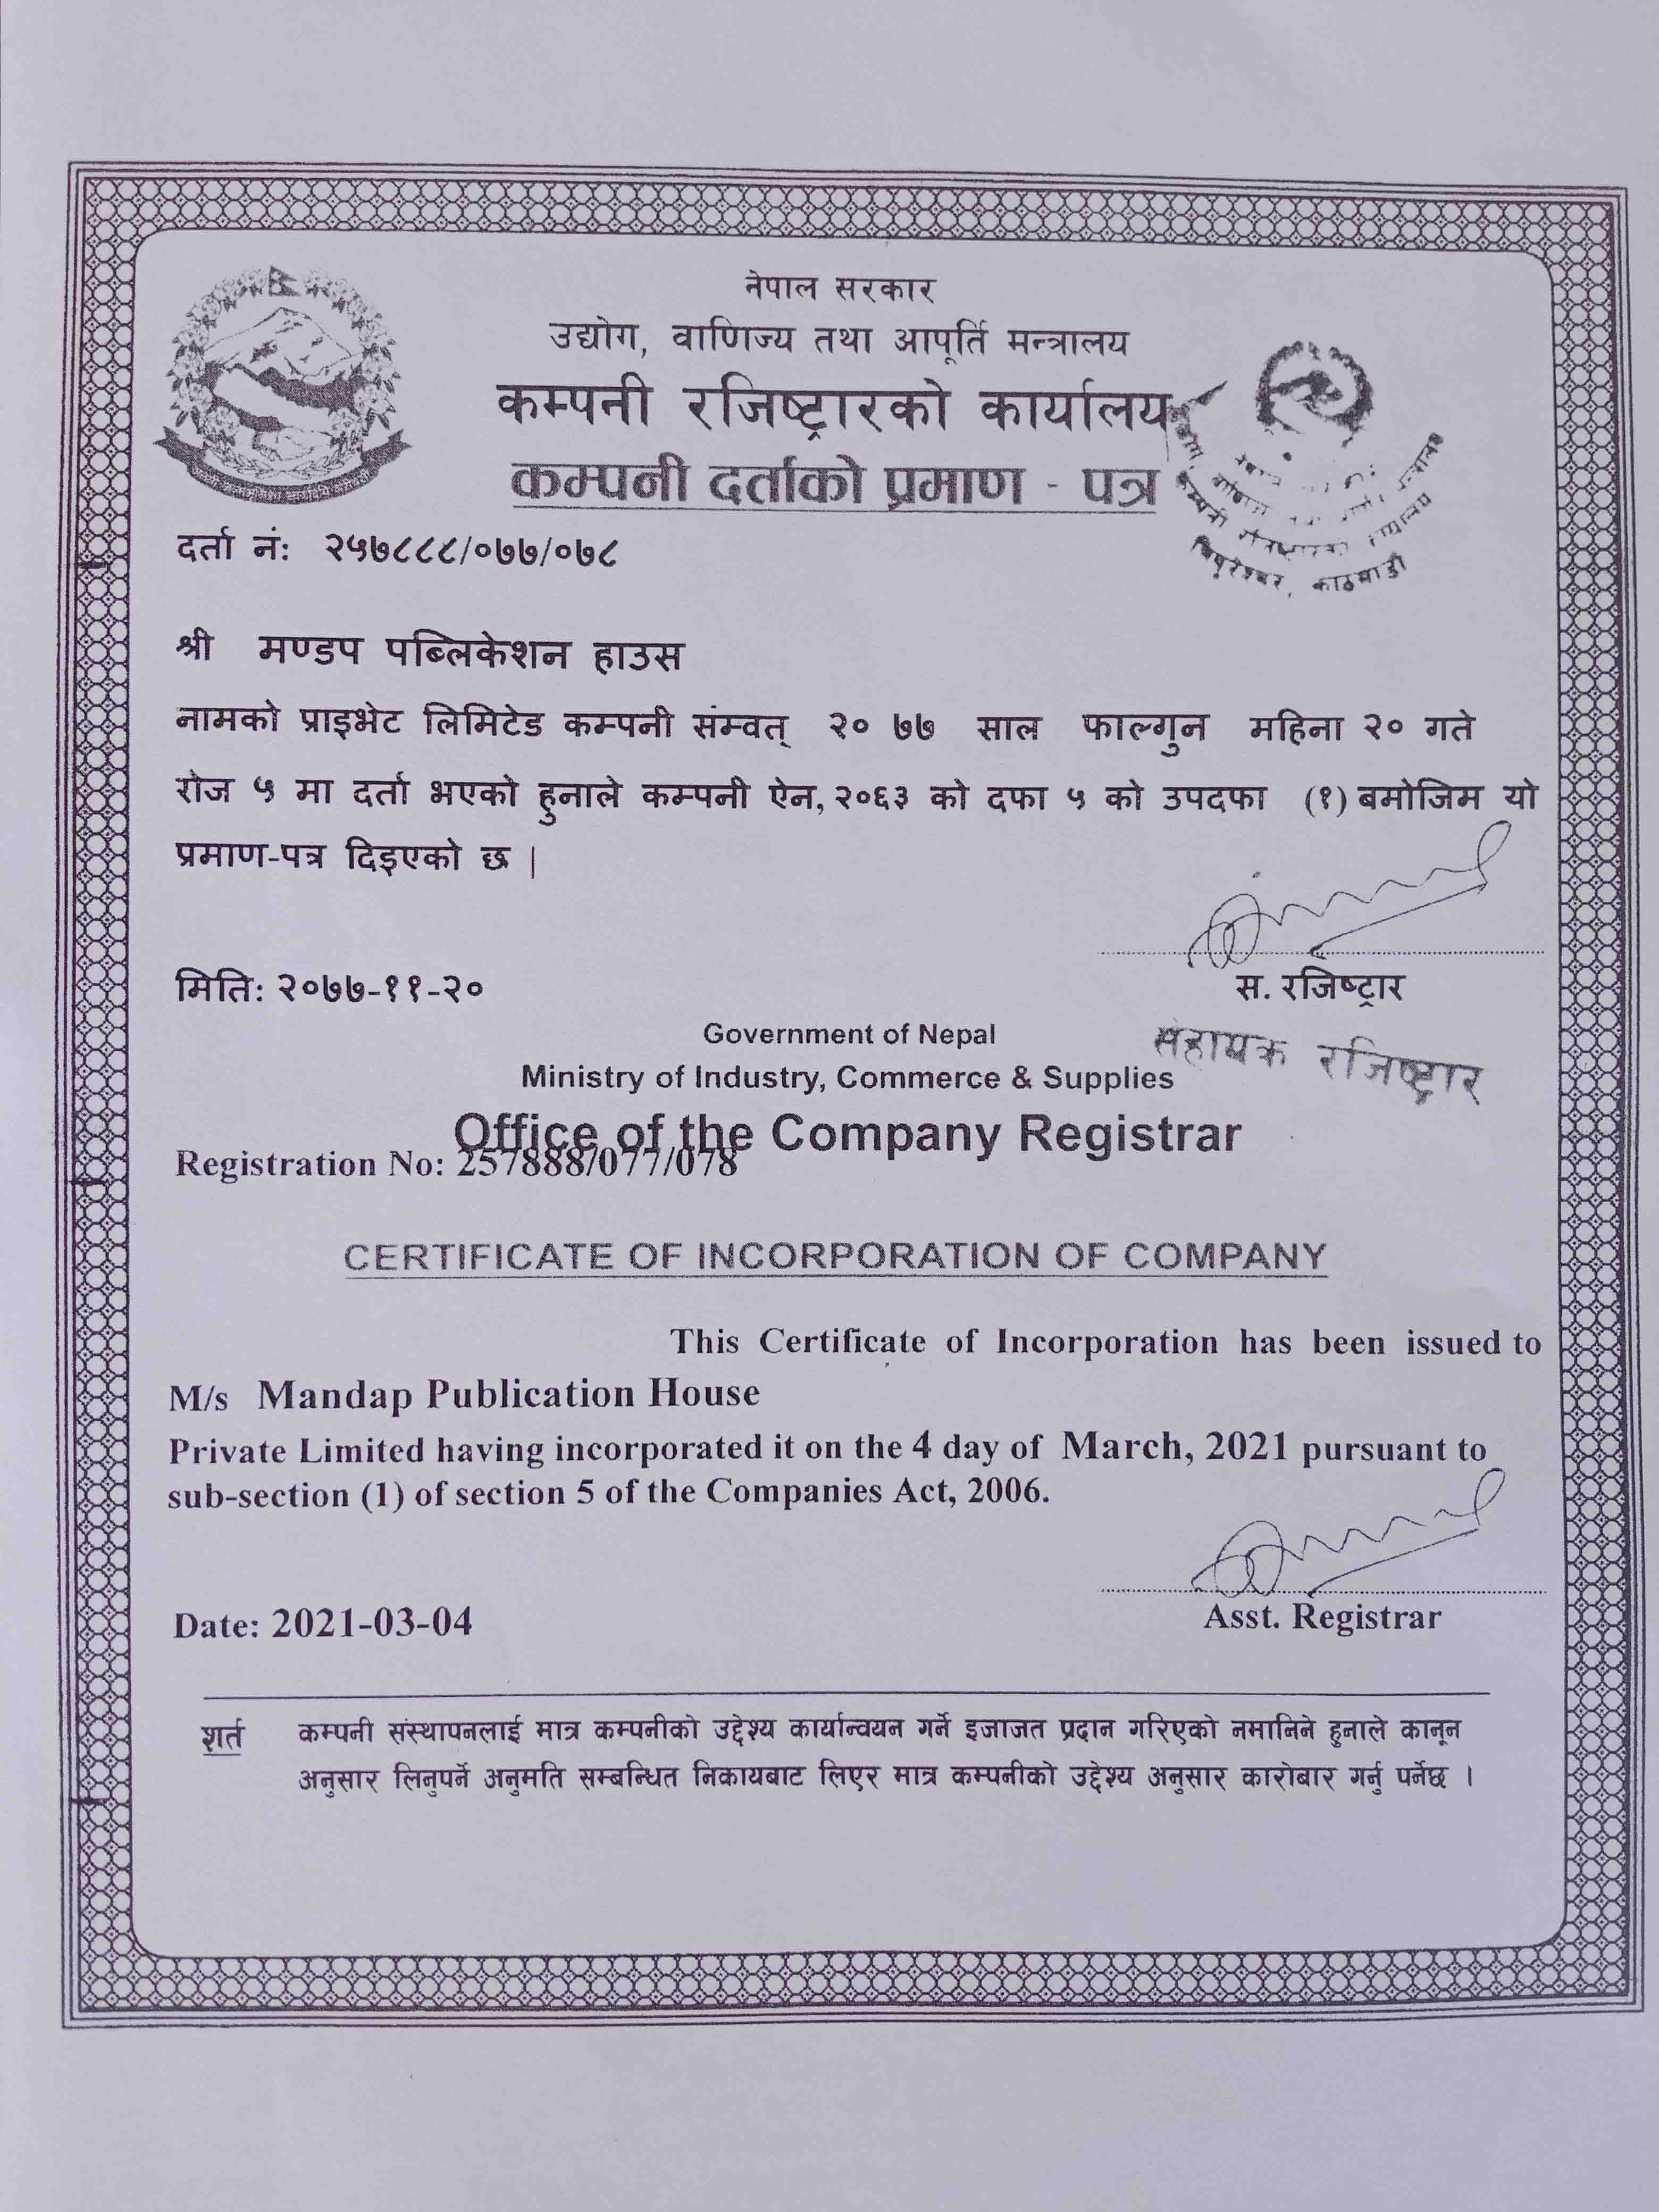 नेपाल सरकार
उद्योग, वाणिज्य तथा आपूर्ति मन्त्रालय
कम्पनी रजिष्ट्रारको कार्यालय
कम्पनी दर्ताको प्रमाण - पत्र
दर्ता नं: २५७८८८/०७७/०७८
त्रिपूरेश्वर, काठमाडौं
श्री मण्डप पब्लिकेशन हाउस
नामको प्राइभेट लिमिटेड कम्पनी संम्वत् २० ७७ साल फाल्गुन महिना २० गते
रोज ५ मा दर्ता भएको हुनाले कम्पनी ऐन,२०६३ को दफा ५ को उपदफा (१) बमोजिम यो
प्रमाण-पत्र दिइएको छ |
मिति: २०७७-११-२०
स. रजिष्ट्रार
सहायक रजिष्ट्रार
Government of Nepal
Ministry of Industry, Commerce & Supplies
Office of the Company Registrar
Registration No: 257888/077/078
CERTIFICATE OF INCORPORATION OF COMPANY
This Certificate of Incorporation has been issued to
M/s Mandap Publication House
Private Limited having incorporated it on the 4 day of March, 2021 pursuant to
sub-section (1) of section 5 of the Companies Act, 2006.
Date: 2021-03-04
Asst. Registrar
शर्त कम्पनी संस्थापनलाई मात्र कम्पनीको उद्देश्य कार्यान्वयन गर्ने इजाजत प्रदान गरिएको नमानिने हुनाले कानून
अनुसार लिनुपर्ने अनुमति सम्बन्धित निकायबाट लिएर मात्र कम्पनीको उद्देश्य अनुसार कारोबार गर्नु पर्नेछ ।